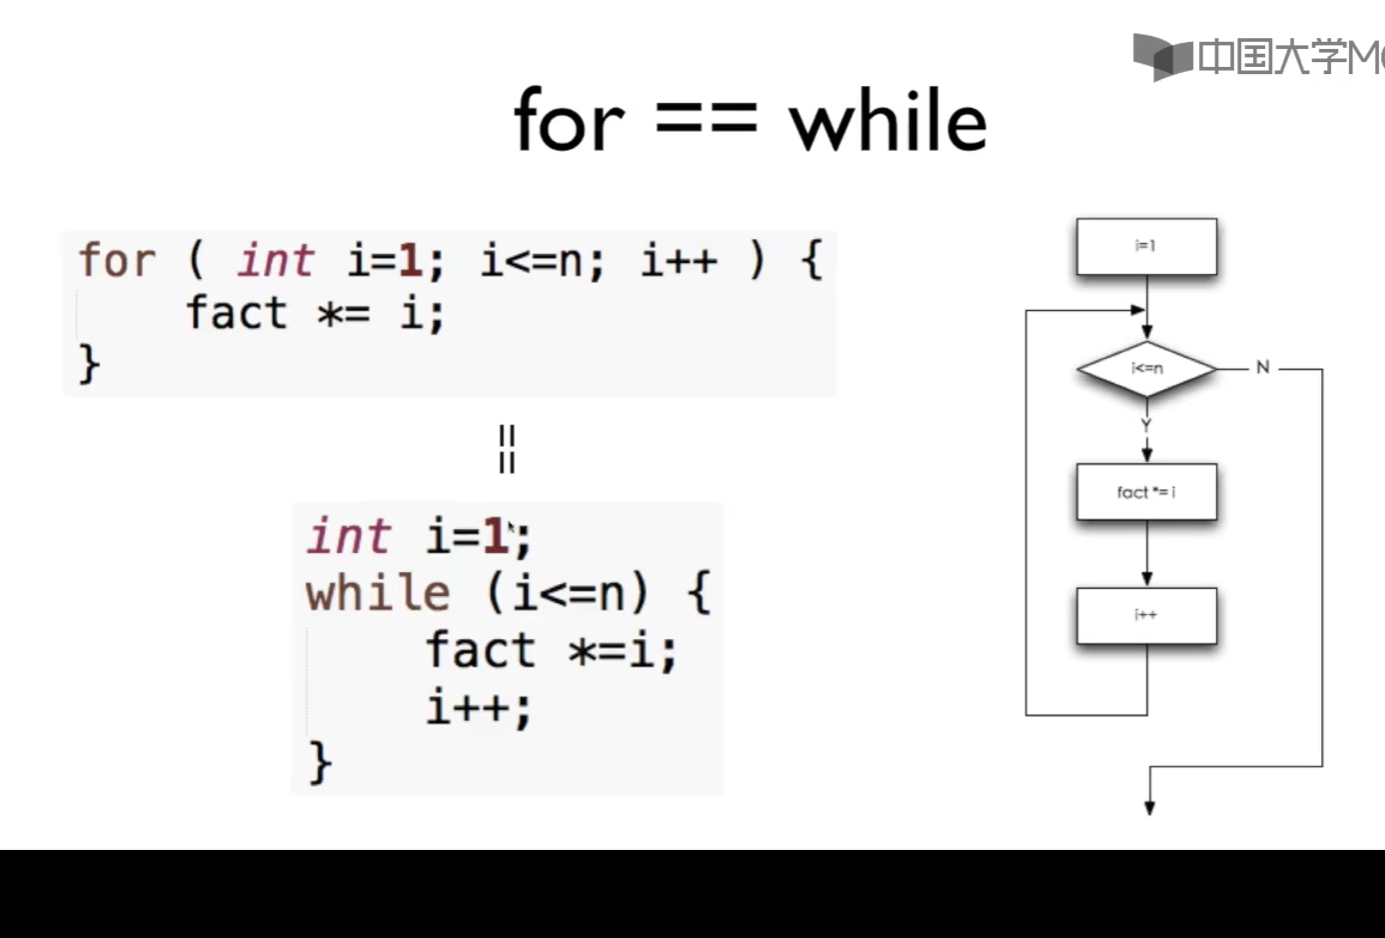 中国大学M
for == while
for ( int i=1; i<=n; i++ ) {
fact *= i;
}
==
int i=1;
while (i<=n) {
fact *=i;
i++;
}
i=1
i<=n
N
Y
fact *= i
i++